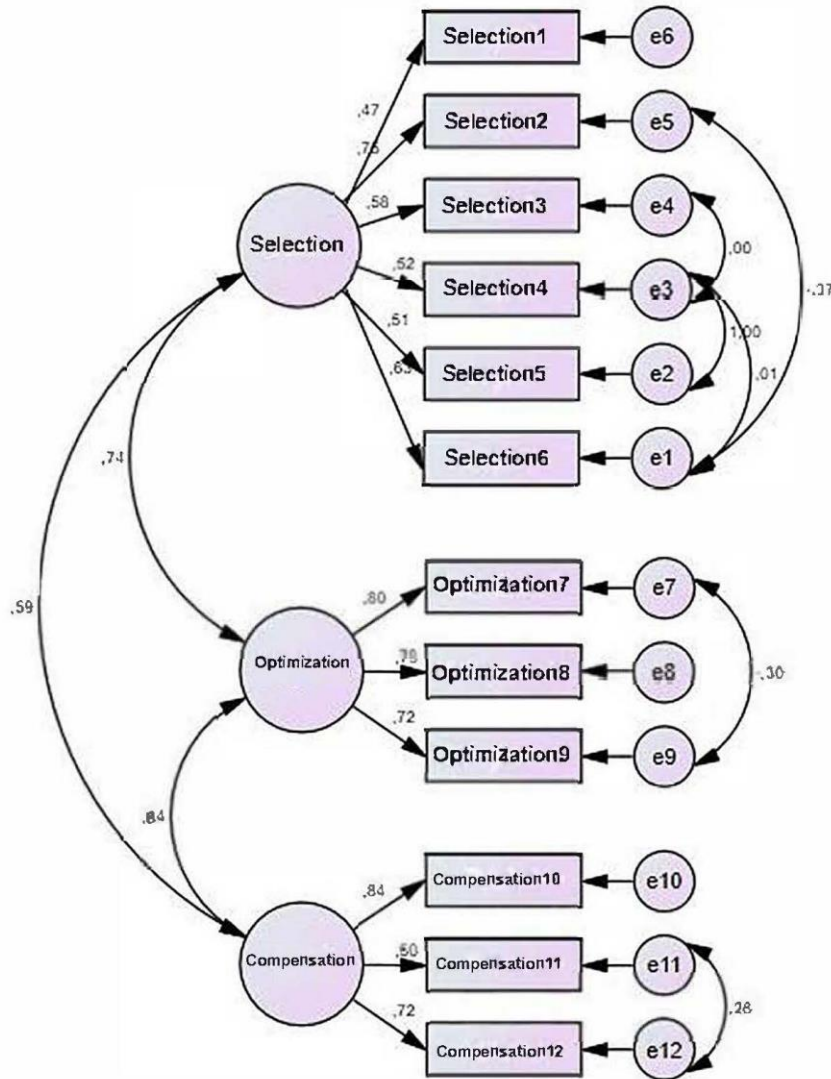 Selection1
e6
,47
Selection2
e5
Selection3
e4
,58
,00
Selection
Selection4
e3
,52
-,37
1,00
,51
Selection5
e2
,01
Selection6
e1
,74
,59
Optimization7
e7
,80
Optimization
Optimization8
e8
,78
-,30
,72
Optimization9
e9
,84
Compensation10
e10
,84
Compensation
Compensation11
e11
Compensation12
e12
,72